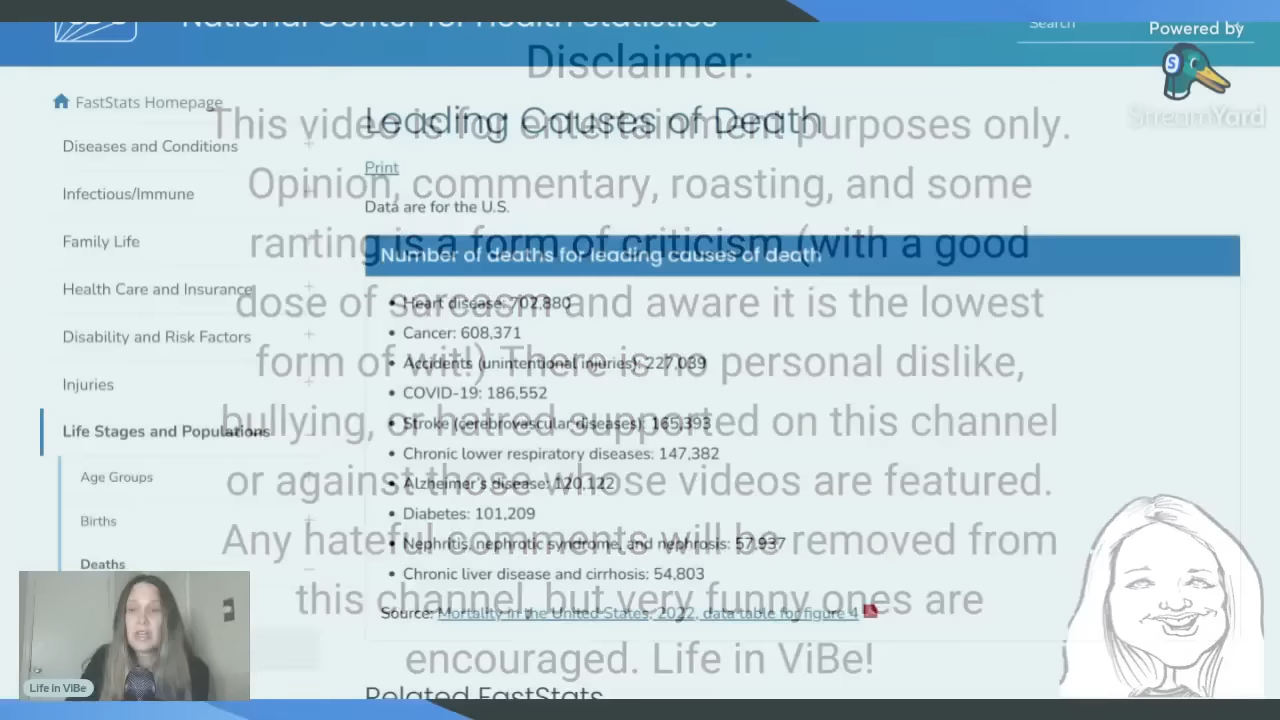 National Center for Health Statistics
Search
Powered by
S
StreamYard
Disclaimer:
This video is for entertainment purposes only.
Opinion, commentary, roasting, and some
ranting is a form of criticism (with a good
dose of sarcasm and aware it is the lowest
form of wit!) There is no personal dislike,
bullying, or hatred supported on this channel
or against those whose videos are featured.
Any hateful comments will be removed from
this channel, but very funny ones are
encouraged. Life in ViBe!
FastStats Homepage
Diseases and Conditions
Infectious/Immune
Family Life
Health Care and Insurance
Disability and Risk Factors
Injuries
Life Stages and Populations
Age Groups
Births
Deaths
Leading Causes of Death
Print
Data are for the U.S.
Number of deaths for leading causes of death
• Heart disease: 702,880
• Cancer: 608,371
• Accidents (unintentional injuries): 227,039
• COVID-19: 186,552
• Stroke (cerebrovascular diseases): 165,393
• Chronic lower respiratory diseases: 147,382
• Alzheimer's disease: 120,122
• Diabetes: 101,209
• Nephritis, nephrotic syndrome, and nephrosis: 57,937
• Chronic liver disease and cirrhosis: 54,803
Source: Mortality in the United States, 2022, data table for figure 4
Related FastStats
Life in VIBe